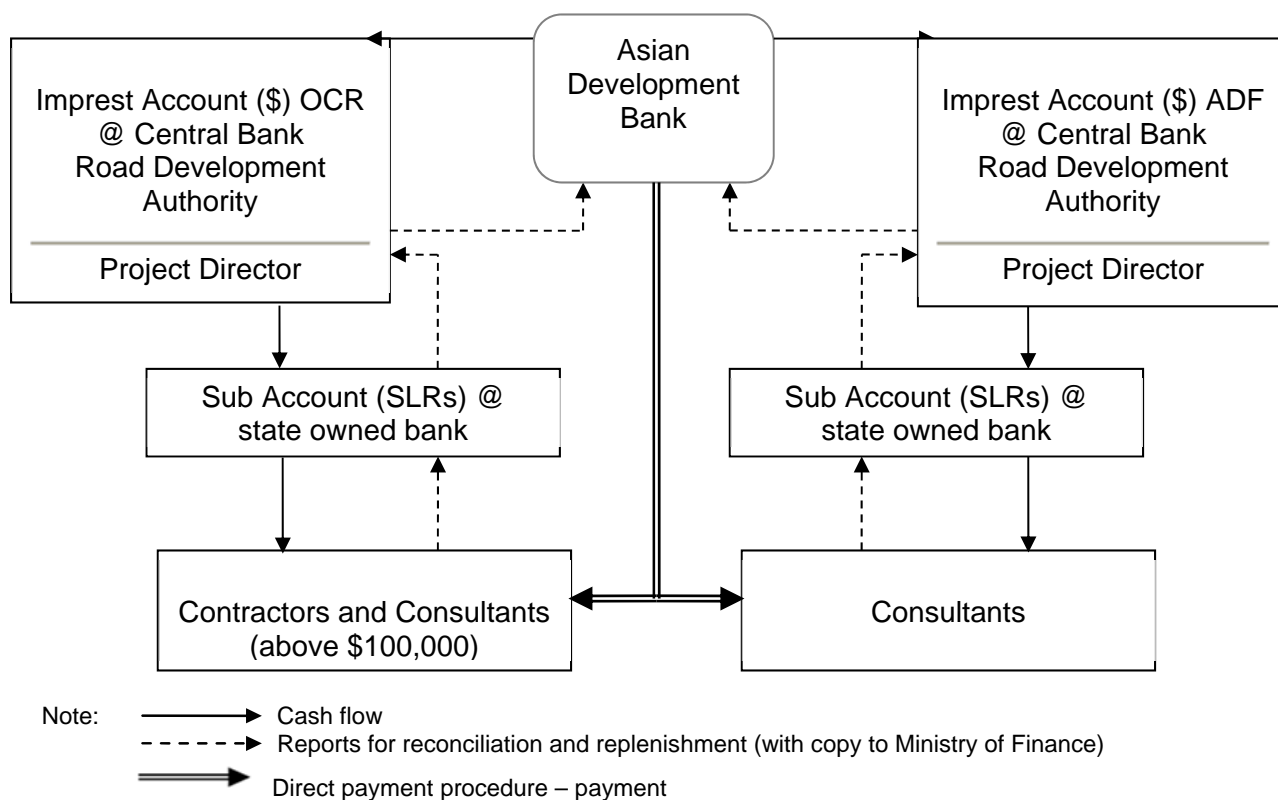 Asian
Development
Bank
Imprest Account ($) OCR
@ Central Bank
Road Development
Authority
Project Director
Imprest Account ($) ADF
@ Central Bank
Road Development
Authority
Project Director
Sub Account (SLRs) @
state owned bank
Sub Account (SLRs) @
state owned bank
Contractors and Consultants
(above $100,000)
Consultants
Note:
Cash flow
Reports for reconciliation and replenishment (with copy to Ministry of Finance)
Direct payment procedure – payment